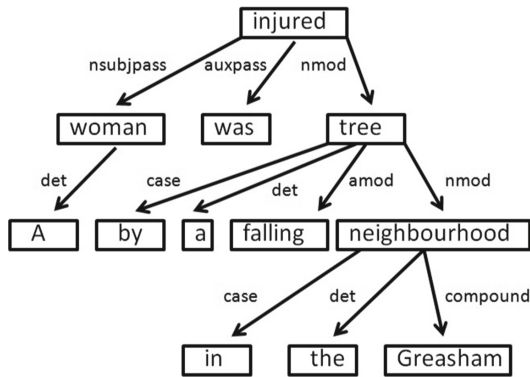 injured
nsubjpass auxpass nmod
woman was tree
det case det amod nmod
A by a falling neighbourhood
case det compound
in the Greasham